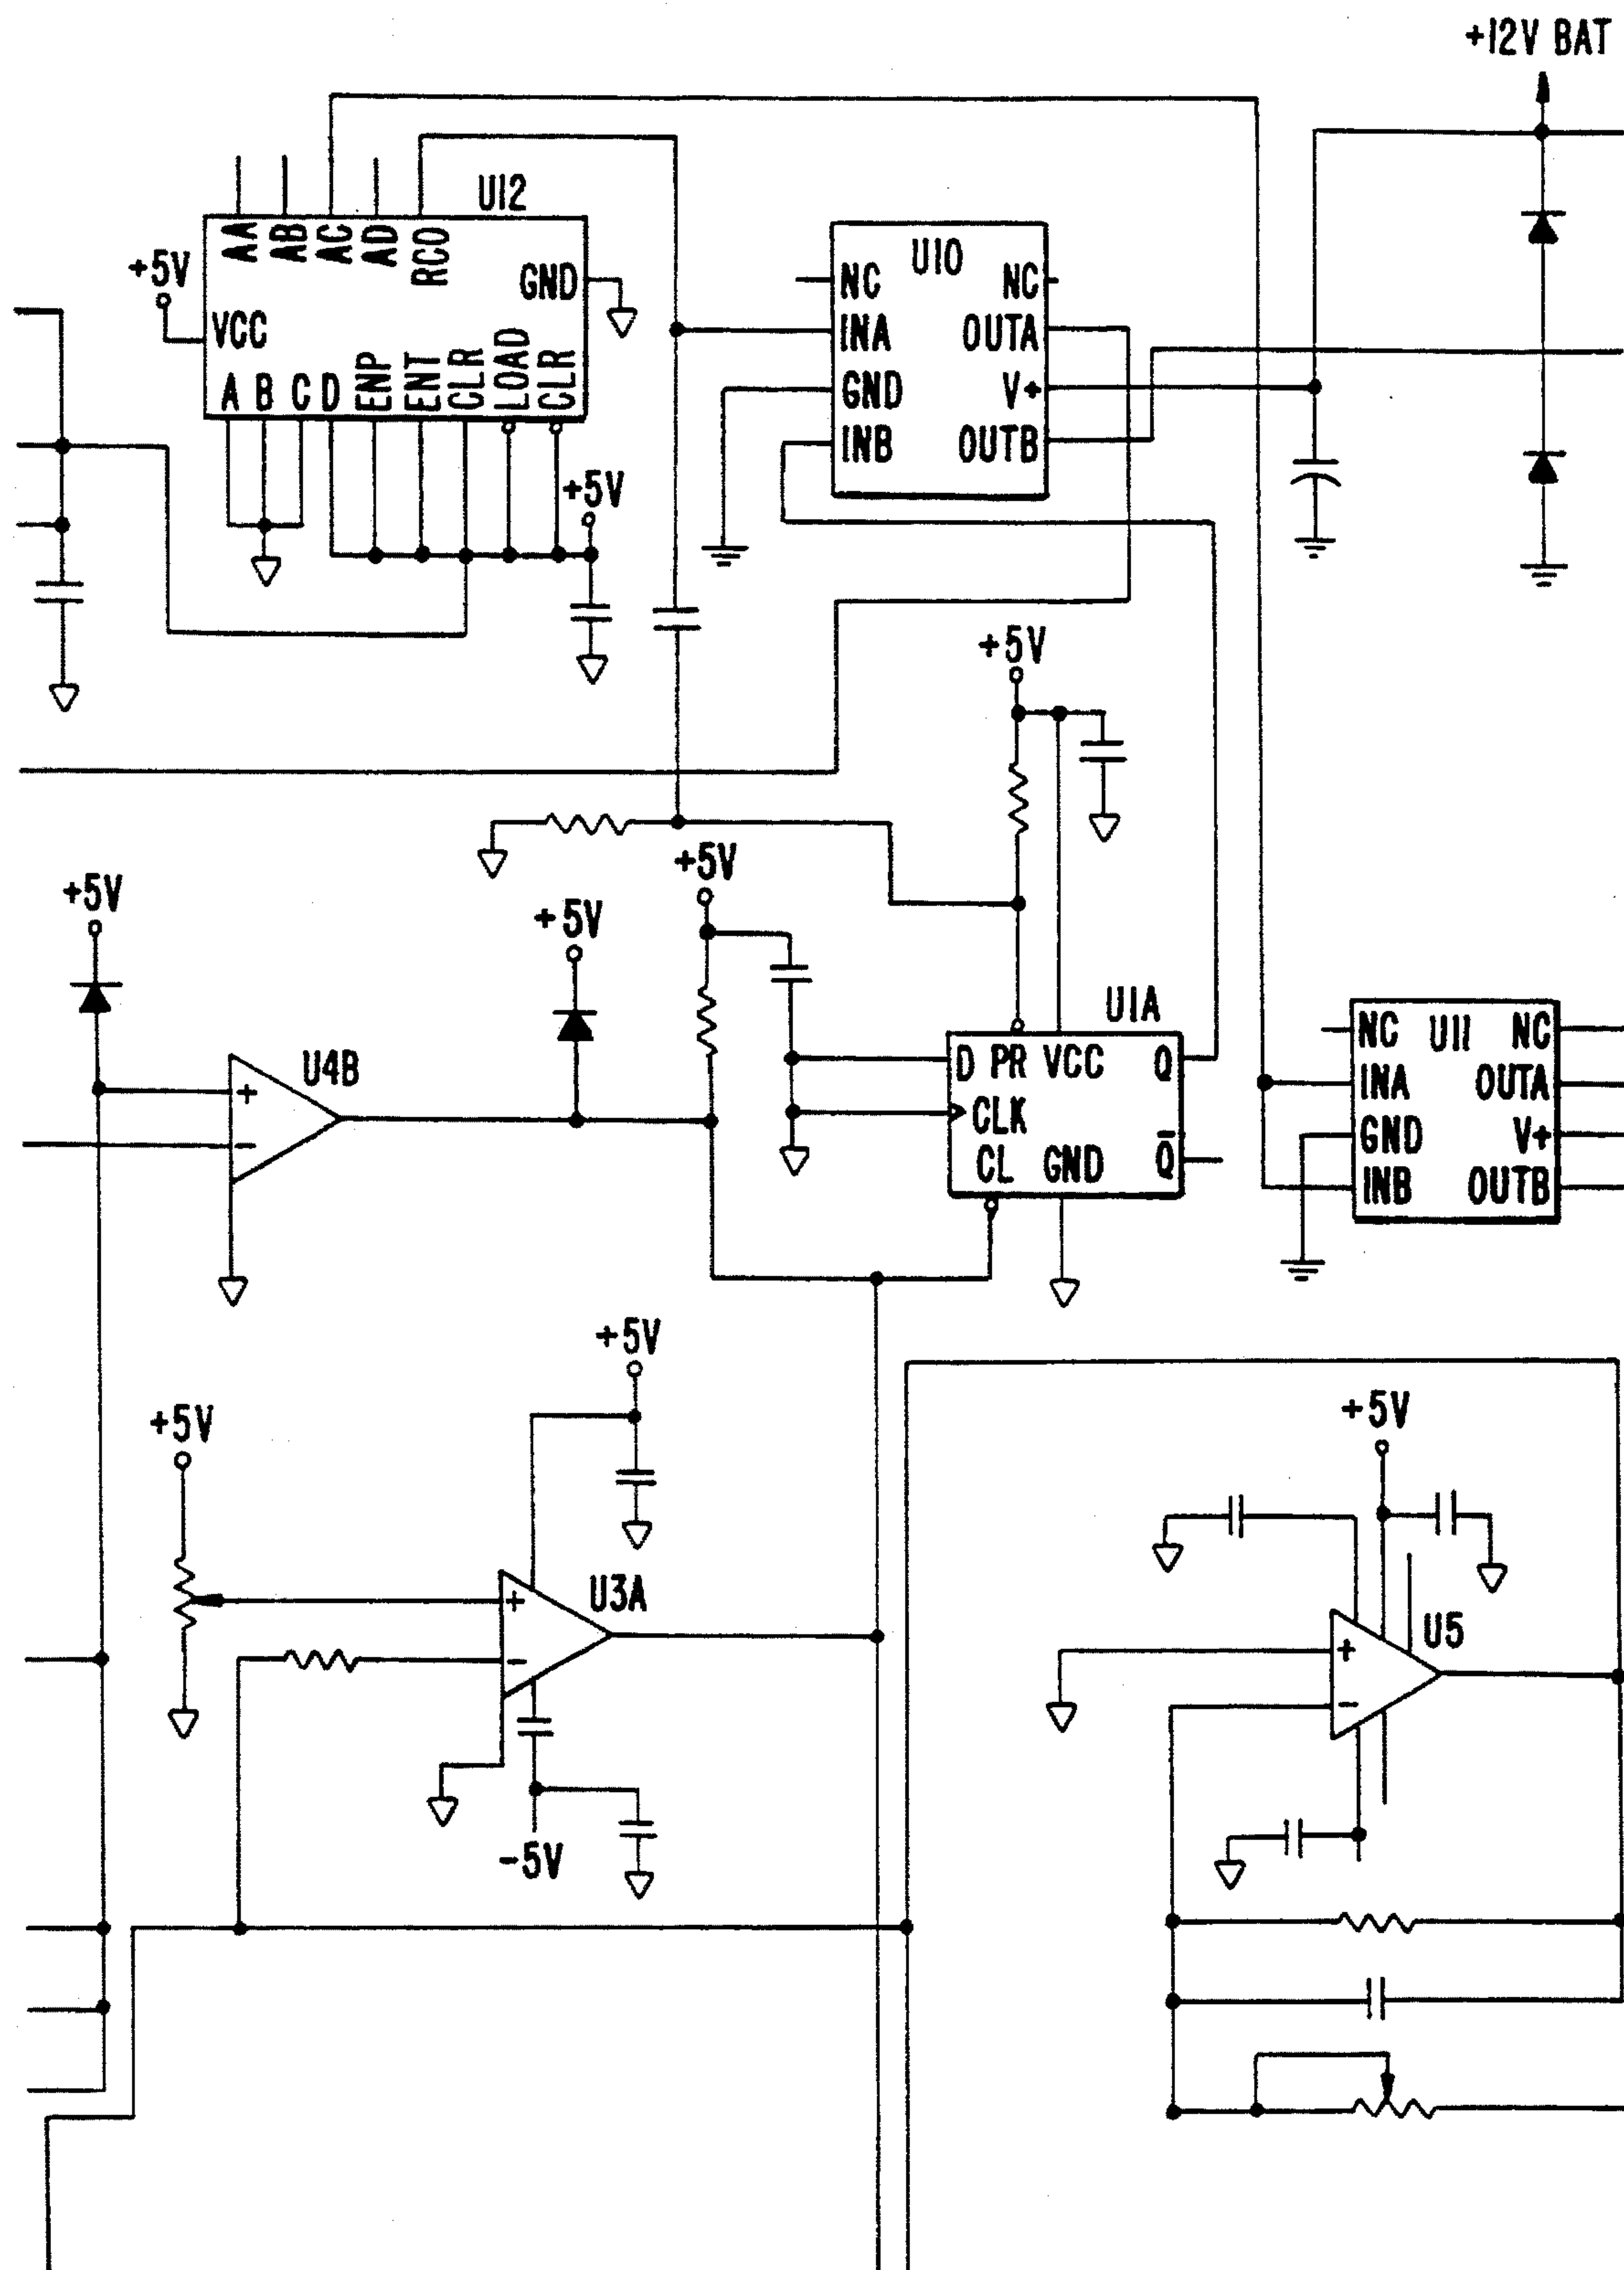 +12V BAT
U12
AA AB AC AD RCO
+5V
GND
VCC
A B C D ENP ENT CLR LOAD CLR
+5V
U10
NC NC
INA OUTA
GND V+
INB OUTB
+5V
+5V
+5V
+5V
U1A
D PR VCC Q
CLK
CL GND Q̅
U4B
NC U11 NC
INA OUTA
GND V+
INB OUTB
+5V
+5V
+5V
+
−
U3A
+
−
-5V
U5
+
−